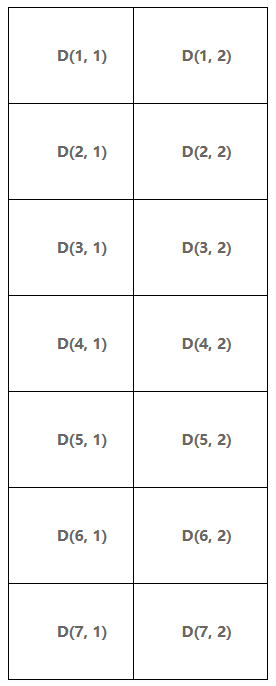 D(1, 1) D(1, 2)
D(2, 1) D(2, 2)
D(3, 1) D(3, 2)
D(4, 1) D(4, 2)
D(5, 1) D(5, 2)
D(6, 1) D(6, 2)
D(7, 1) D(7, 2)